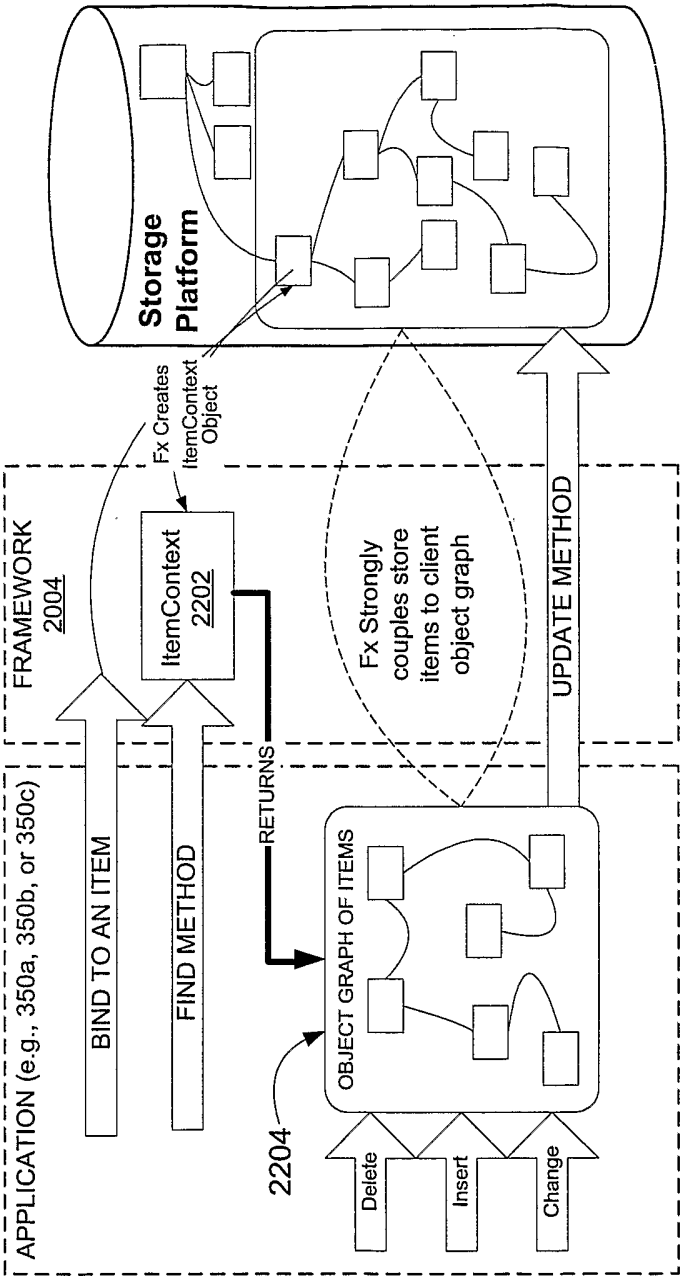 APPLICATION (e.g., 350a, 350b, or 350c)
BIND TO AN ITEM
FIND METHOD
RETURNS
2204
OBJECT GRAPH OF ITEMS
Delete
Insert
Change
FRAMEWORK
2004
ItemContext
2202
Fx Creates
ItemContext
Object
Fx Strongly
couples store
items to client
object graph
UPDATE METHOD
Storage
Platform